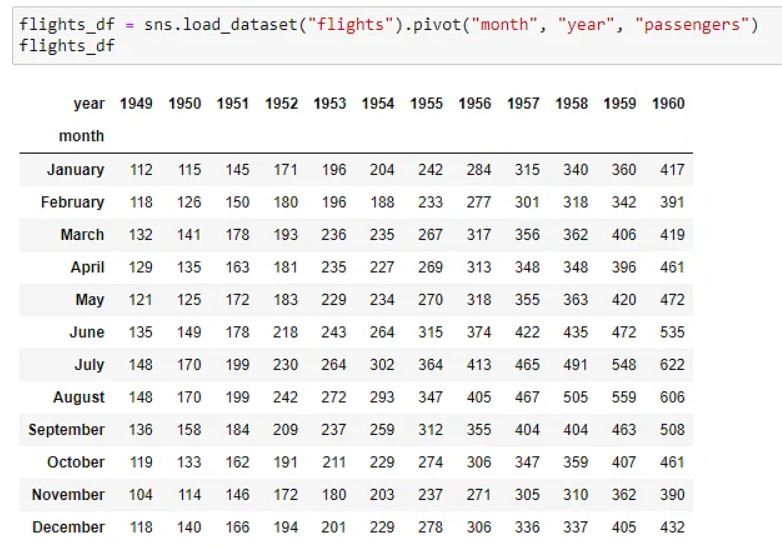 flights_df = sns.load_dataset("flights").pivot("month", "year", "passengers")
flights_df
year 1949 1950 1951 1952 1953 1954 1955 1956 1957 1958 1959 1960
month
January 112 115 145 171 196 204 242 284 315 340 360 417
February 118 126 150 180 196 188 233 277 301 318 342 391
March 132 141 178 193 236 235 267 317 356 362 406 419
April 129 135 163 181 235 227 269 313 348 348 396 461
May 121 125 172 183 229 234 270 318 355 363 420 472
June 135 149 178 218 243 264 315 374 422 435 472 535
July 148 170 199 230 264 302 364 413 465 491 548 622
August 148 170 199 242 272 293 347 405 467 505 559 606
September 136 158 184 209 237 259 312 355 404 404 463 508
October 119 133 162 191 211 229 274 306 347 359 407 461
November 104 114 146 172 180 203 237 271 305 310 362 390
December 118 140 166 194 201 229 278 306 336 337 405 432